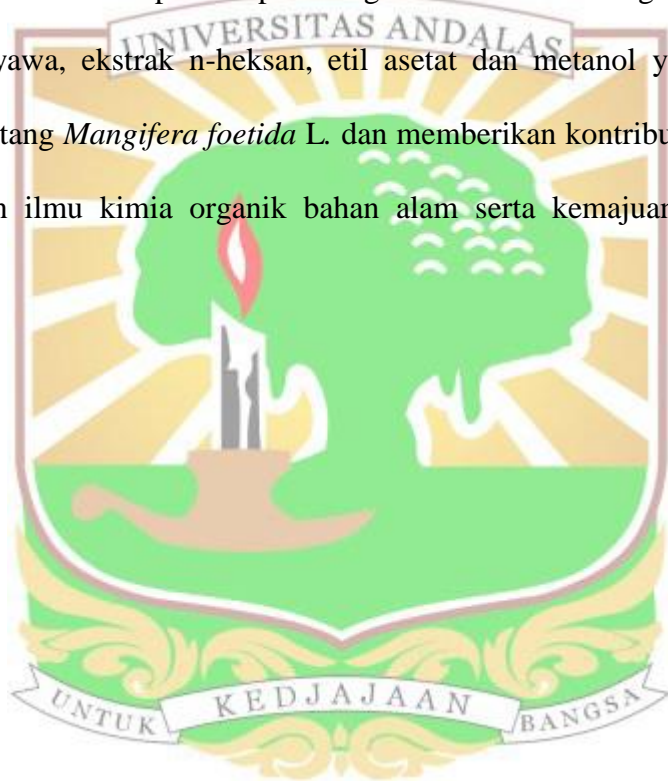 UNIVERSITAS ANDALAS
yawa, ekstrak n-heksan, etil asetat dan metanol y
tang Mangifera foetida L. dan memberikan kontribu
ilmu kimia organik bahan alam serta kemajuan
UNTUK KEDJAJAAN BANGSA